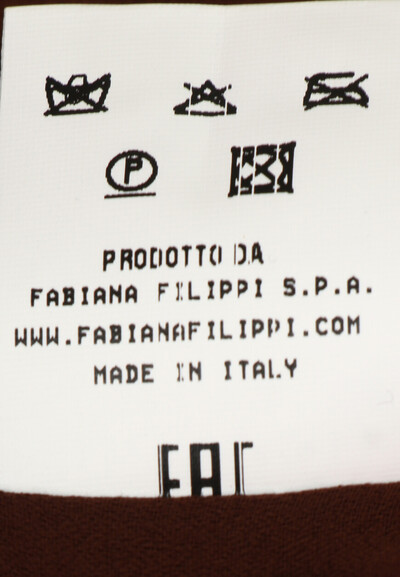 P
PRODOTTO DA
FABIANA FILIPPI S.P.A.
WWW.FABIANAFILIPPI.COM
MADE IN ITALY
EAC